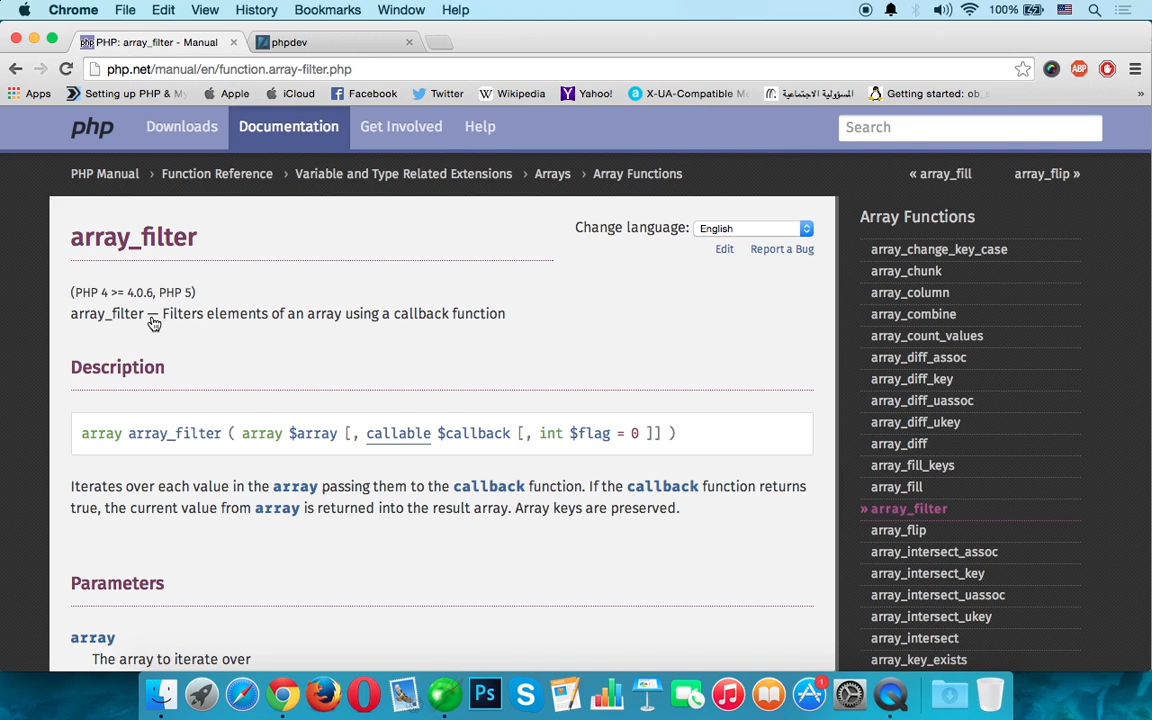 Chrome File Edit View History Bookmarks Window Help 100%
php PHP: array_filter - Manual × phpdev ×
php.net/manual/en/function.array-filter.php ABP
Apps Setting up PHP & My Apple iCloud Facebook Twitter Wikipedia Yahoo! X-UA-Compatible M المسؤولية الاجتماعية Getting started: ob_ »
php Downloads Documentation Get Involved Help Search
PHP Manual › Function Reference › Variable and Type Related Extensions › Arrays › Array Functions « array_fill array_flip »
array_filter
Change language: English
Edit Report a Bug
(PHP 4 >= 4.0.6, PHP 5)
array_filter — Filters elements of an array using a callback function
Description
array array_filter ( array $array [, callable $callback [, int $flag = 0 ]] )
Iterates over each value in the array passing them to the callback function. If the callback function returns
true, the current value from array is returned into the result array. Array keys are preserved.
Parameters
array
The array to iterate over
Array Functions
array_change_key_case
array_chunk
array_column
array_combine
array_count_values
array_diff_assoc
array_diff_key
array_diff_uassoc
array_diff_ukey
array_diff
array_fill_keys
array_fill
» array_filter
array_flip
array_intersect_assoc
array_intersect_key
array_intersect_uassoc
array_intersect_ukey
array_intersect
array_key_exists
Ps
1